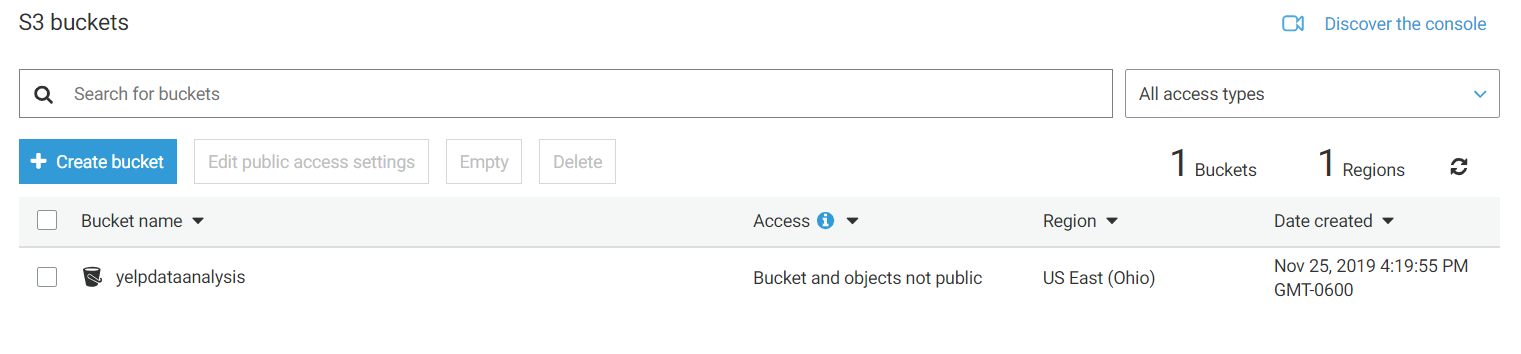 S3 buckets
Discover the console
Search for buckets
All access types
Create bucket
Edit public access settings
Empty
Delete
1 Buckets
1 Regions
Bucket name
Access
Region
Date created
yelpdataanalysis
Bucket and objects not public
US East (Ohio)
Nov 25, 2019 4:19:55 PM
GMT-0600